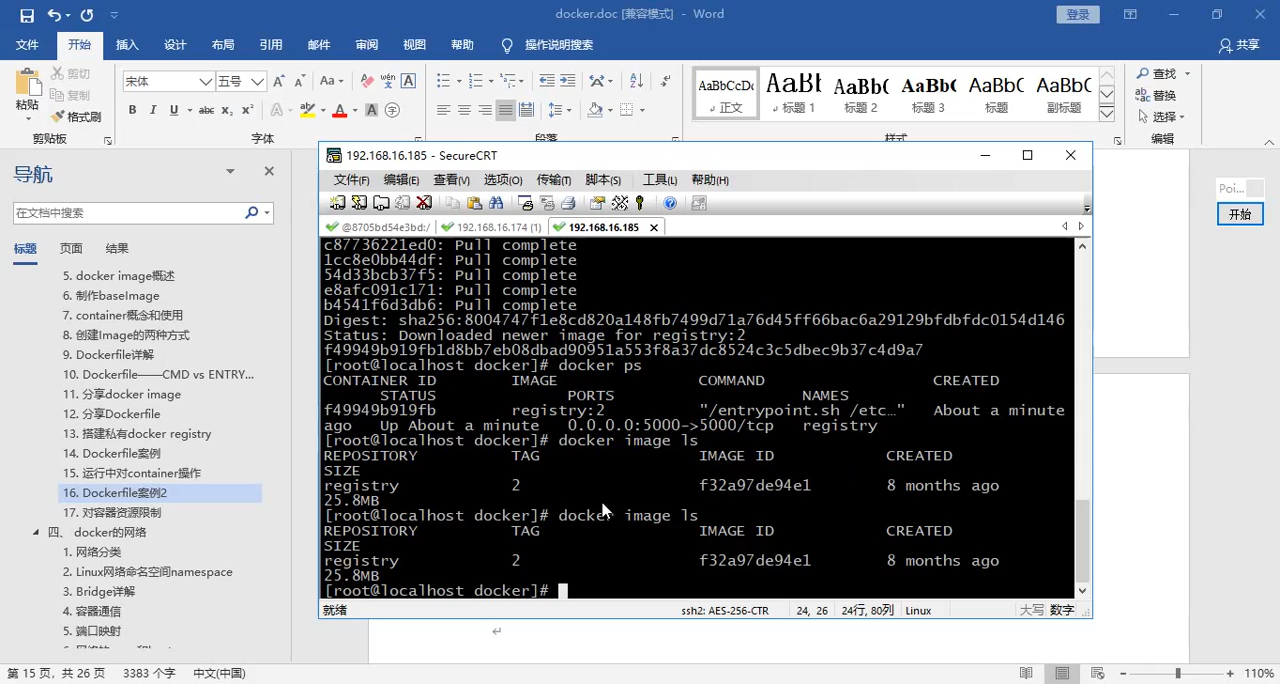 docker.doc [兼容模式] - Word
登录
文件 开始 插入 设计 布局 引用 邮件 审阅 视图 帮助 操作说明搜索 共享
粘贴
剪切
复制
格式刷
剪贴板
宋体 五号
字体
段落
AaBbCcDc
正文
标题 1
AaBbC
标题 2
AaBbC
标题 3
AaBbC
标题
AaBbC
副标题
样式
查找
替换
选择
编辑
导航
在文档中搜索
标题 页面 结果
5. docker image概述
6. 制作baseImage
7. container概念和使用
8. 创建Image的两种方式
9. Dockerfile详解
10. Dockerfile——CMD vs ENTRY...
11. 分享docker image
12. 分享Dockerfile
13. 搭建私有docker registry
14. Dockerfile案例
15. 运行中对container操作
16. Dockerfile案例2
17. 对容器资源限制
四、 docker的网络
1. 网络分类
2. Linux网络命名空间namespace
3. Bridge详解
4. 容器通信
5. 端口映射
192.168.16.185 - SecureCRT
文件(F) 编辑(E) 查看(V) 选项(O) 传输(T) 脚本(S) 工具(L) 帮助(H)
@8705bd54e3bd:/ 192.168.16.174 (1) 192.168.16.185
c87736221ed0: Pull complete
1cc8e0bb44df: Pull complete
54d33bcb37f5: Pull complete
e8afc091c171: Pull complete
b4541f6d3db6: Pull complete
Digest: sha256:8004747f1e8cd820a148fb7499d71a76d45ff66bac6a29129bfdbfdc0154d146
Status: Downloaded newer image for registry:2
f49949b919fb1d8bb7eb08dbad90951a553f8a37dc8524c3c5dbec9b37c4d9a7
[root@localhost docker]# docker ps
CONTAINER ID IMAGE COMMAND CREATED
STATUS PORTS NAMES
f49949b919fb registry:2 "/entrypoint.sh /etc…" About a minute
ago Up About a minute 0.0.0.0:5000->5000/tcp registry
[root@localhost docker]# docker image ls
REPOSITORY TAG IMAGE ID CREATED
SIZE
registry 2 f32a97de94e1 8 months ago
25.8MB
[root@localhost docker]# docker image ls
REPOSITORY TAG IMAGE ID CREATED
SIZE
registry 2 f32a97de94e1 8 months ago
25.8MB
[root@localhost docker]#
就绪 ssh2: AES-256-CTR 24, 26 24行, 80列 Linux 大写 数字
Poi...
开始
第 15 页，共 26 页 3383 个字 中文(中国) 110%